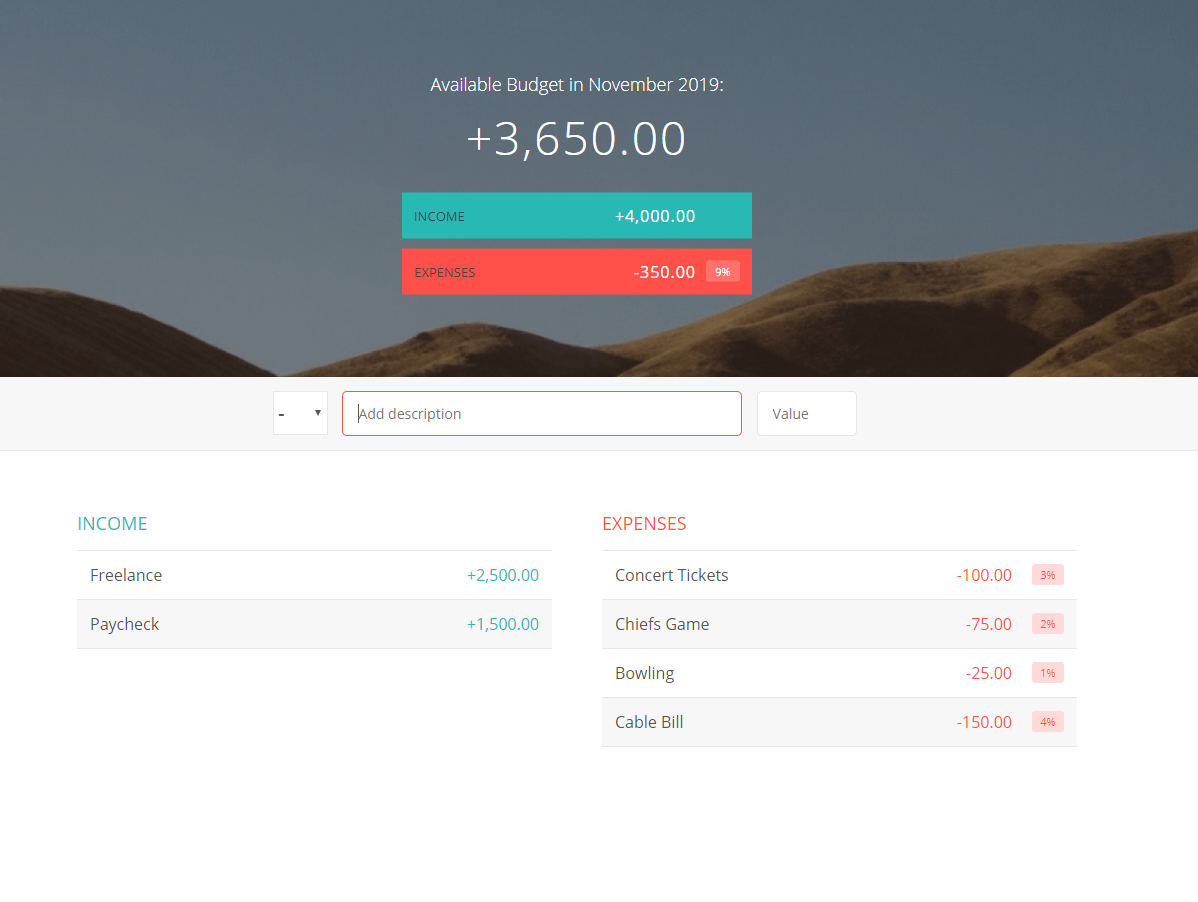 Available Budget in November 2019:
+3,650.00
INCOME +4,000.00
EXPENSES -350.00 9%
- Add description Value
INCOME
Freelance +2,500.00
Paycheck +1,500.00
EXPENSES
Concert Tickets -100.00 3%
Chiefs Game -75.00 2%
Bowling -25.00 1%
Cable Bill -150.00 4%